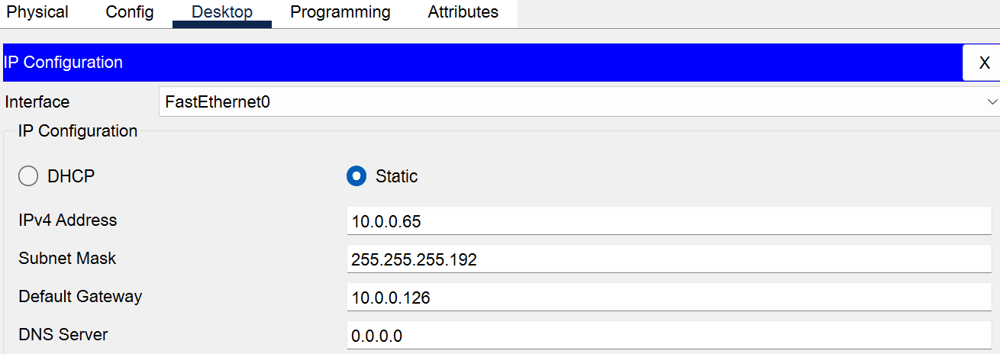 Physical Config Desktop Programming Attributes
IP Configuration X
Interface FastEthernet0
IP Configuration
DHCP Static
IPv4 Address 10.0.0.65
Subnet Mask 255.255.255.192
Default Gateway 10.0.0.126
DNS Server 0.0.0.0